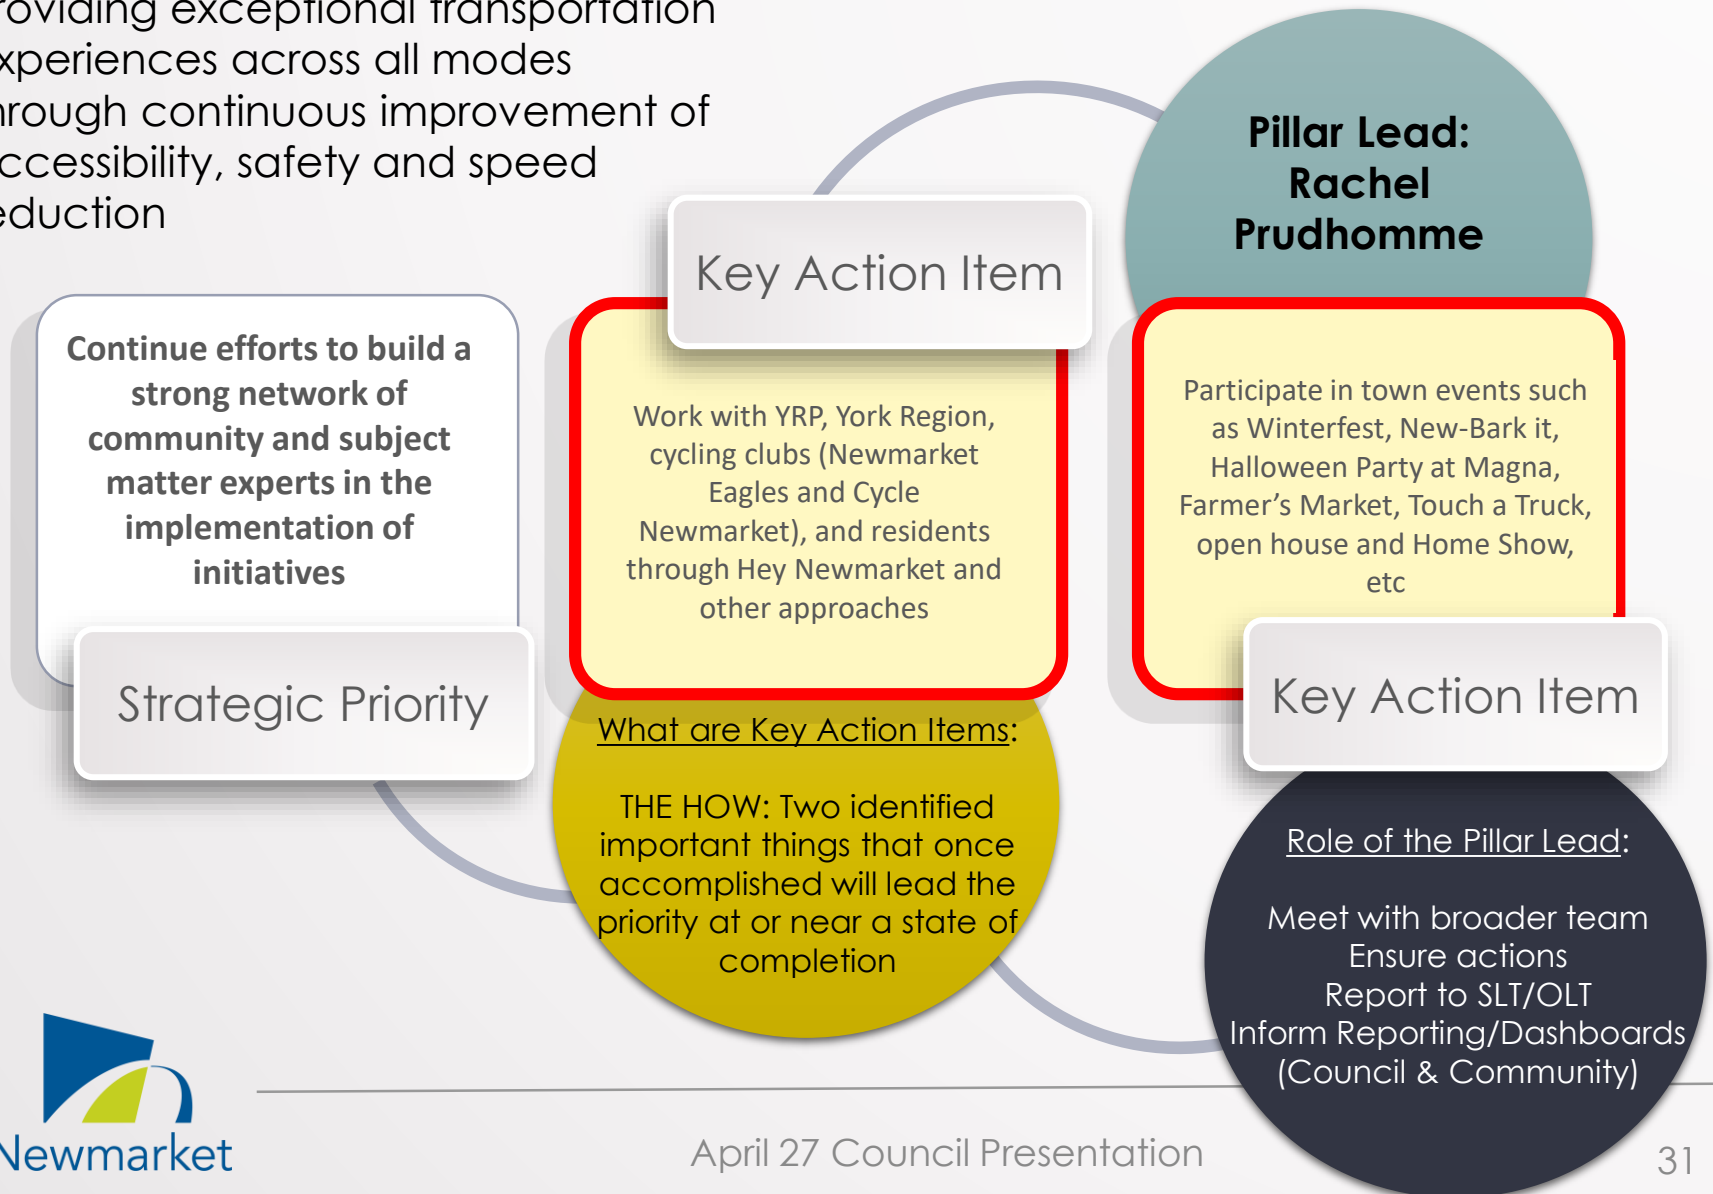 roviding exceptional transportation
xperiences across all modes
hrough continuous improvement of
ccessibility, safety and speed
eduction
Pillar Lead:
Rachel
Prudhomme
Key Action Item
Continue efforts to build a
strong network of
community and subject
matter experts in the
implementation of
initiatives
Strategic Priority
Work with YRP, York Region,
cycling clubs (Newmarket
Eagles and Cycle
Newmarket), and residents
through Hey Newmarket and
other approaches
Participate in town events such
as Winterfest, New-Bark it,
Halloween Party at Magna,
Farmer’s Market, Touch a Truck,
open house and Home Show,
etc
Key Action Item
What are Key Action Items:
THE HOW: Two identified
important things that once
accomplished will lead the
priority at or near a state of
completion
Role of the Pillar Lead:
Meet with broader team
Ensure actions
Report to SLT/OLT
Inform Reporting/Dashboards
(Council & Community)
Newmarket
April 27 Council Presentation
31